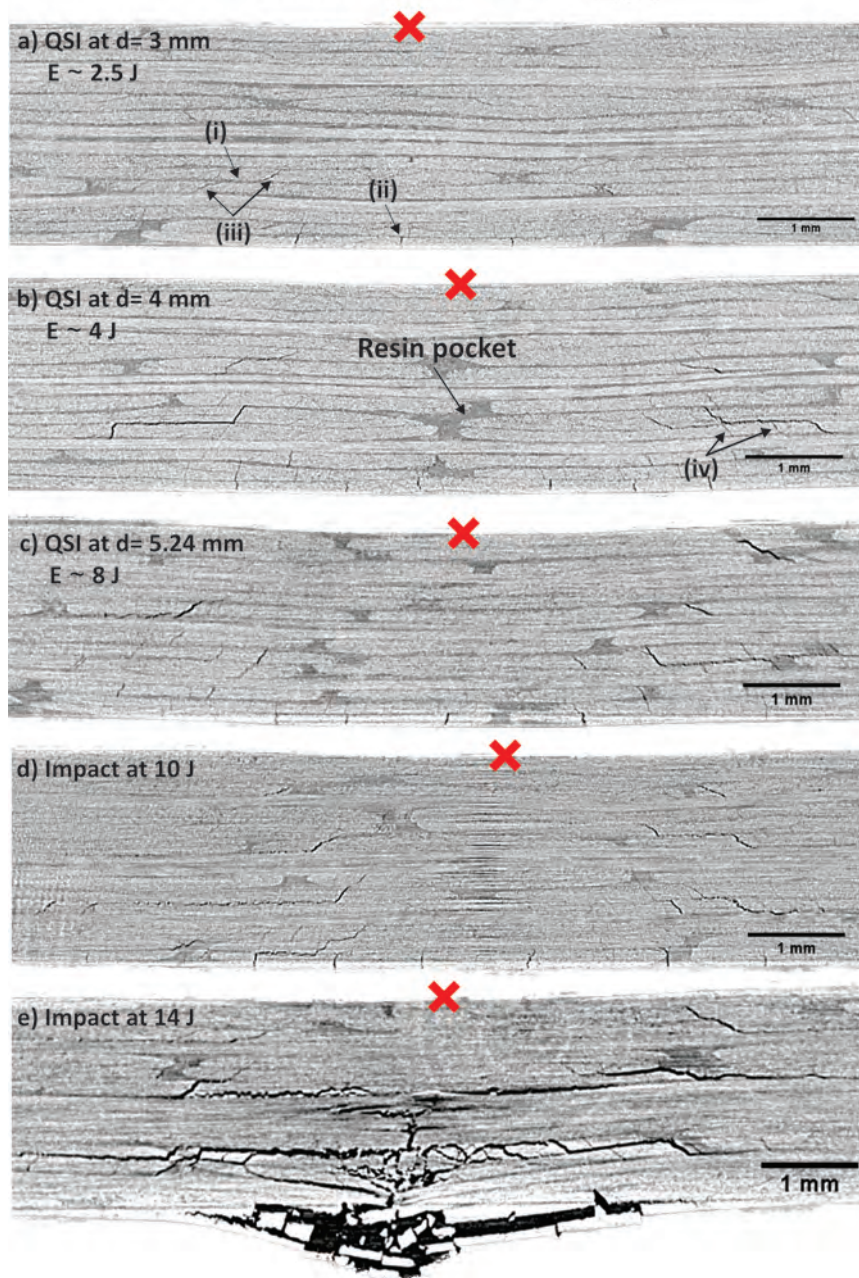 a) QSI at d= 3 mm
E ~ 2.5 J
(i)
(ii)
(iii)
1 mm
b) QSI at d= 4 mm
E ~ 4 J
Resin pocket
(iv)
1 mm
c) QSI at d= 5.24 mm
E ~ 8 J
1 mm
d) Impact at 10 J
1 mm
e) Impact at 14 J
1 mm